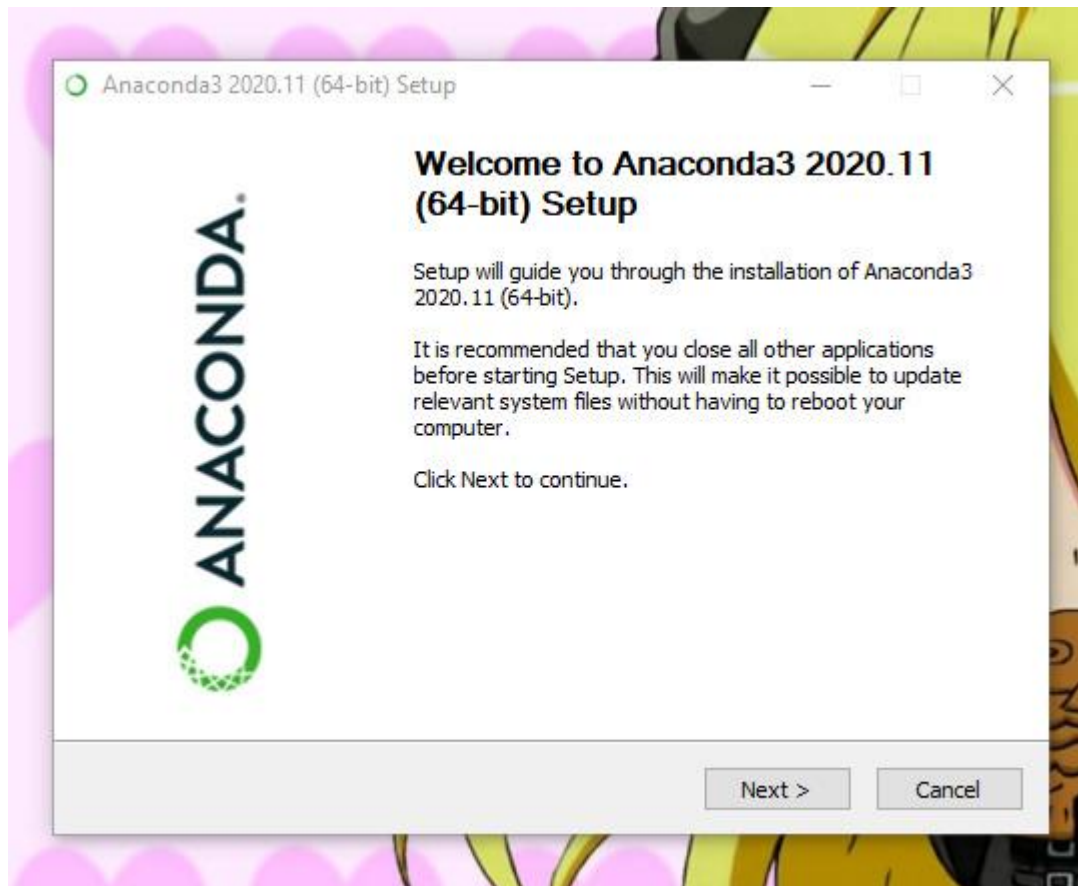 Anaconda3 2020.11 (64-bit) Setup
Welcome to Anaconda3 2020.11
(64-bit) Setup
Setup will guide you through the installation of Anaconda3
2020.11 (64-bit).
It is recommended that you close all other applications
before starting Setup. This will make it possible to update
relevant system files without having to reboot your
computer.
Click Next to continue.
ANACONDA.
Next >
Cancel